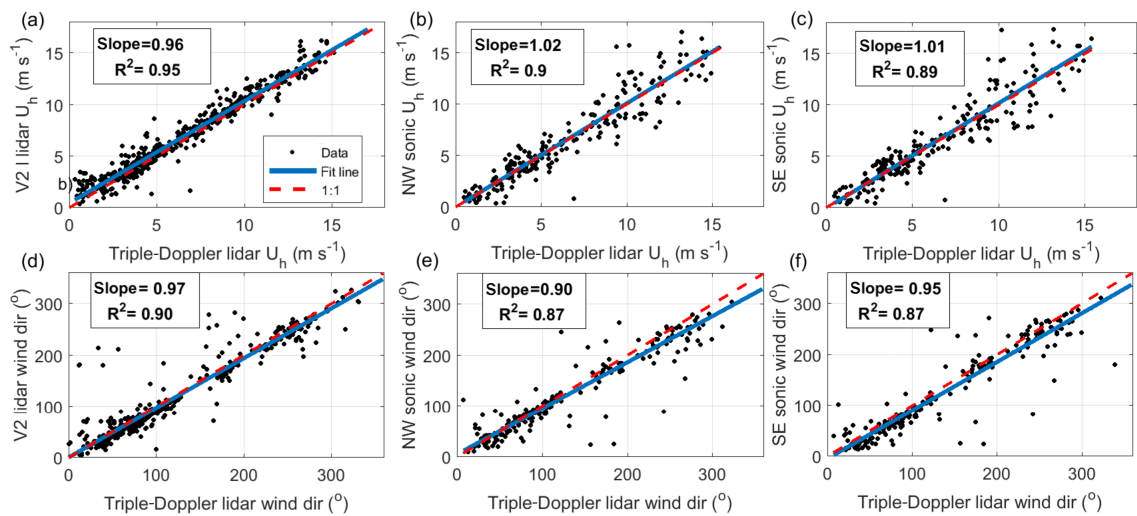 (a)
Slope=0.96
R²= 0.95
V2 lidar U_h (m s⁻¹)
15
10
5
0
b)
Data
Fit line
1:1
0 5 10 15
Triple-Doppler lidar U_h (m s⁻¹)
(b)
Slope=1.02
R²= 0.9
NW sonic U_h (m s⁻¹)
15
10
5
0
0 5 10 15
Triple-Doppler lidar U_h (m s⁻¹)
(c)
Slope=1.01
R²= 0.89
SE sonic U_h (m s⁻¹)
15
10
5
0
0 5 10 15
Triple-Doppler lidar U_h (m s⁻¹)
(d)
Slope= 0.97
R²= 0.90
V2 lidar wind dir (°)
300
200
100
0
0 100 200 300
Triple-Doppler lidar wind dir (°)
(e)
Slope= 0.90
R²= 0.87
NW sonic wind dir (°)
300
200
100
0
0 100 200 300
Triple-Doppler lidar wind dir (°)
(f)
Slope= 0.95
R²= 0.87
SE sonic wind dir (°)
300
200
100
0
0 100 200 300
Triple-Doppler lidar wind dir (°)